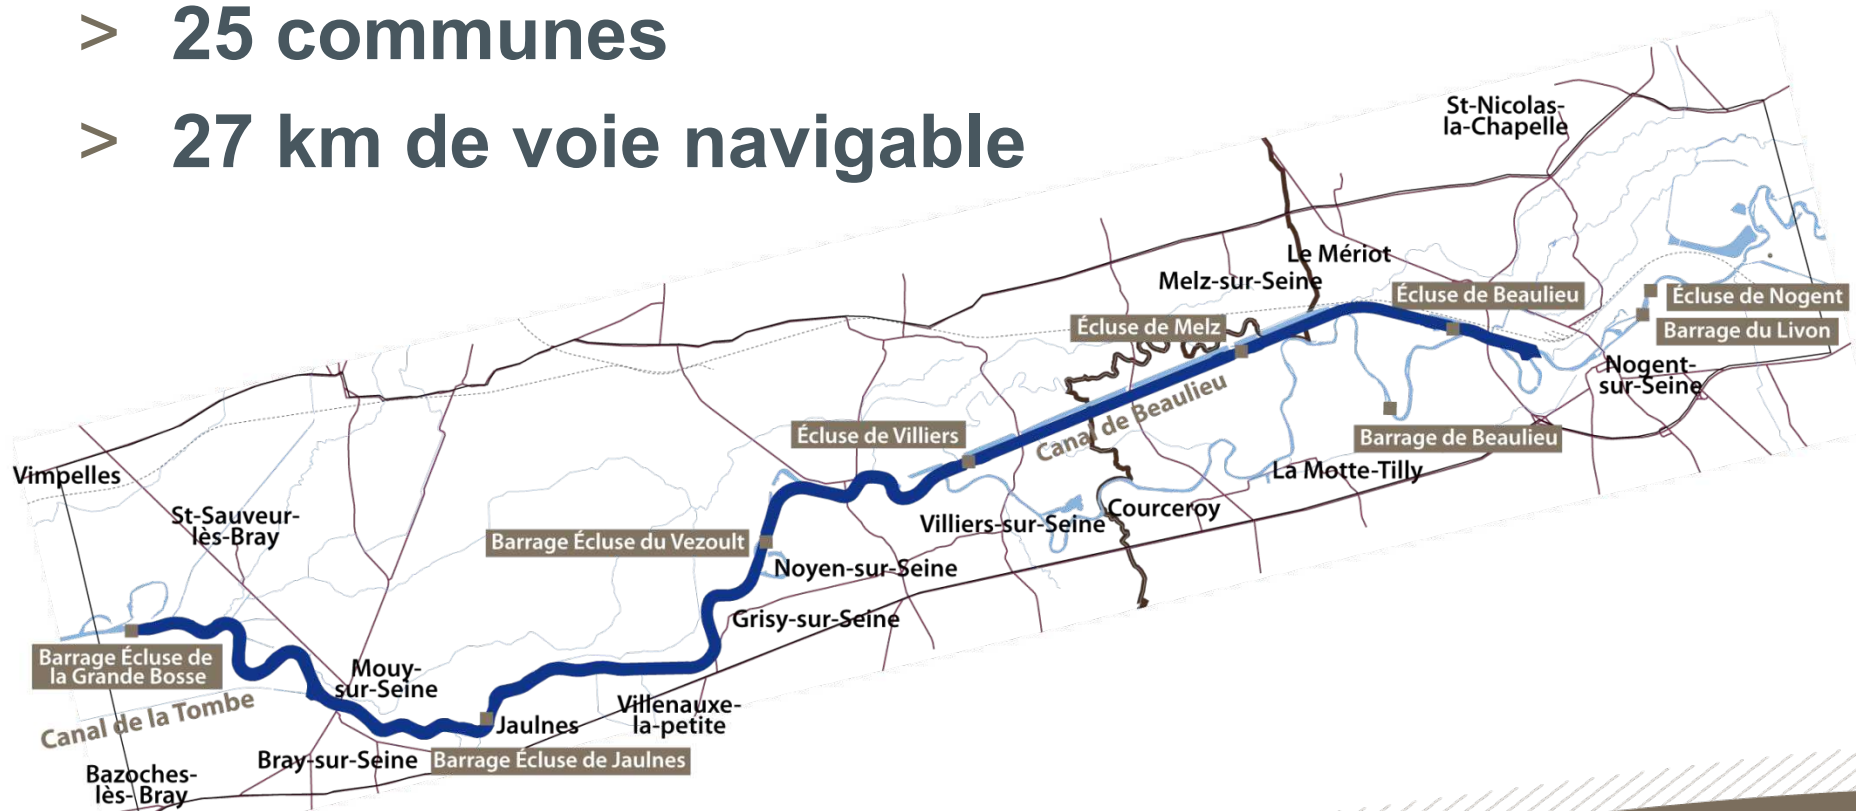 > 25 communes
> 27 km de voie navigable
St-Nicolas-
la-Chapelle
Le Mériot
Melz-sur-Seine
Écluse de Beaulieu
Écluse de Nogent
Écluse de Melz
Barrage du Livon
Nogent-
sur-Seine
Canal de Beaulieu
Écluse de Villiers
Barrage de Beaulieu
Vimpelles
La Motte-Tilly
St-Sauveur-
lès-Bray
Villiers-sur-Seine
Courceroy
Barrage Écluse du Vezoult
Noyen-sur-Seine
Grisy-sur-Seine
Barrage Écluse de
la Grande Bosse
Mouy-
sur-Seine
Canal de la Tombe
Jaulnes
Villenauxe-
la-petite
Bray-sur-Seine
Barrage Écluse de Jaulnes
Bazoches-
lès-Bray